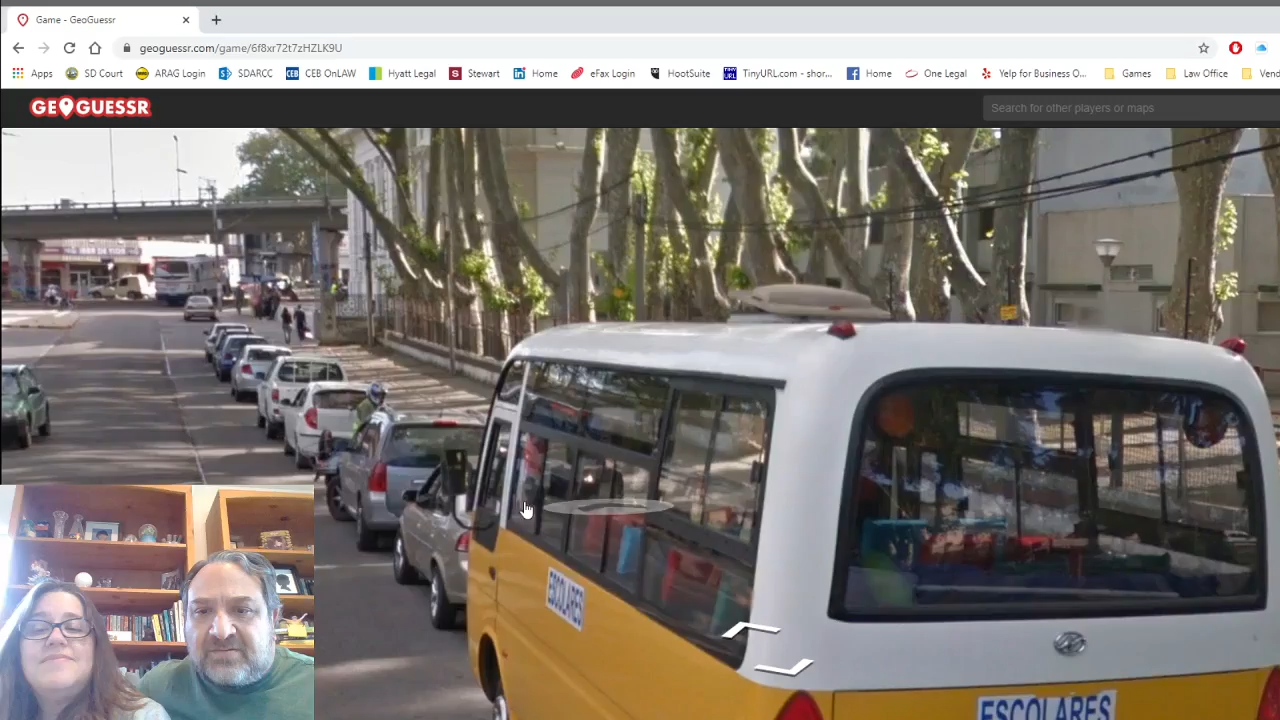 Game - GeoGuessr
geoguessr.com/game/6f8xr72t7zHZLK9U
Apps
SD Court
ARAG Login
SDARCC
CEB
CEB OnLAW
Hyatt Legal
S
Stewart
Home
eFax Login
HootSuite
TinyURL.com - shor...
Home
One Legal
Yelp for Business O...
Games
Law Office
Vend
GEOGUESSR
Search for other players or maps
ESCOLARES
ESCOLARES